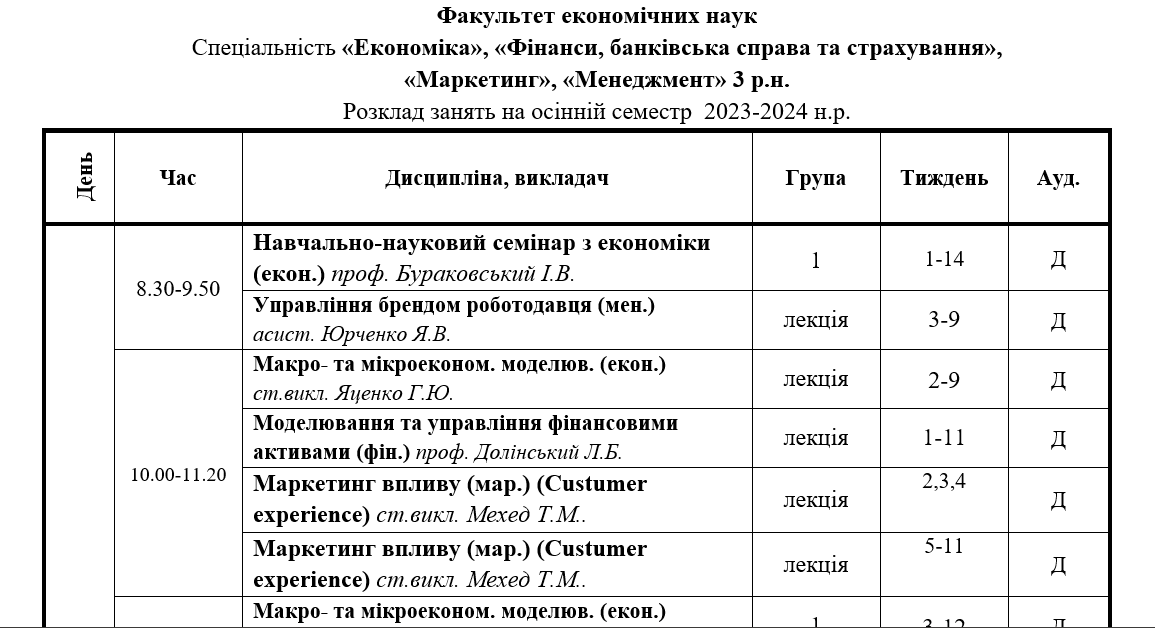 Факультет економічних наук
Спеціальність «Економіка», «Фінанси, банківська справа та страхування»,
«Маркетинг», «Менеджмент» 3 р.н.
Розклад занять на осінній семестр 2023-2024 н.р.
День Час Дисципліна, викладач Група Тиждень Ауд.
8.30-9.50
Навчально-науковий семінар з економіки
(екон.) проф. Бураковський І.В.
1 1-14 Д
Управління брендом роботодавця (мен.)
асист. Юрченко Я.В.
лекція 3-9 Д
10.00-11.20
Макро- та мікроеконом. моделюв. (екон.)
ст.викл. Яценко Г.Ю.
лекція 2-9 Д
Моделювання та управління фінансовими
активами (фін.) проф. Долінський Л.Б.
лекція 1-11 Д
Маркетинг впливу (мар.) (Custumer
experience) ст.викл. Мехед Т.М..
лекція 2,3,4 Д
Маркетинг впливу (мар.) (Custumer
experience) ст.викл. Мехед Т.М..
лекція 5-11 Д
Макро- та мікроеконом. моделюв. (екон.)
1 3-12 Д